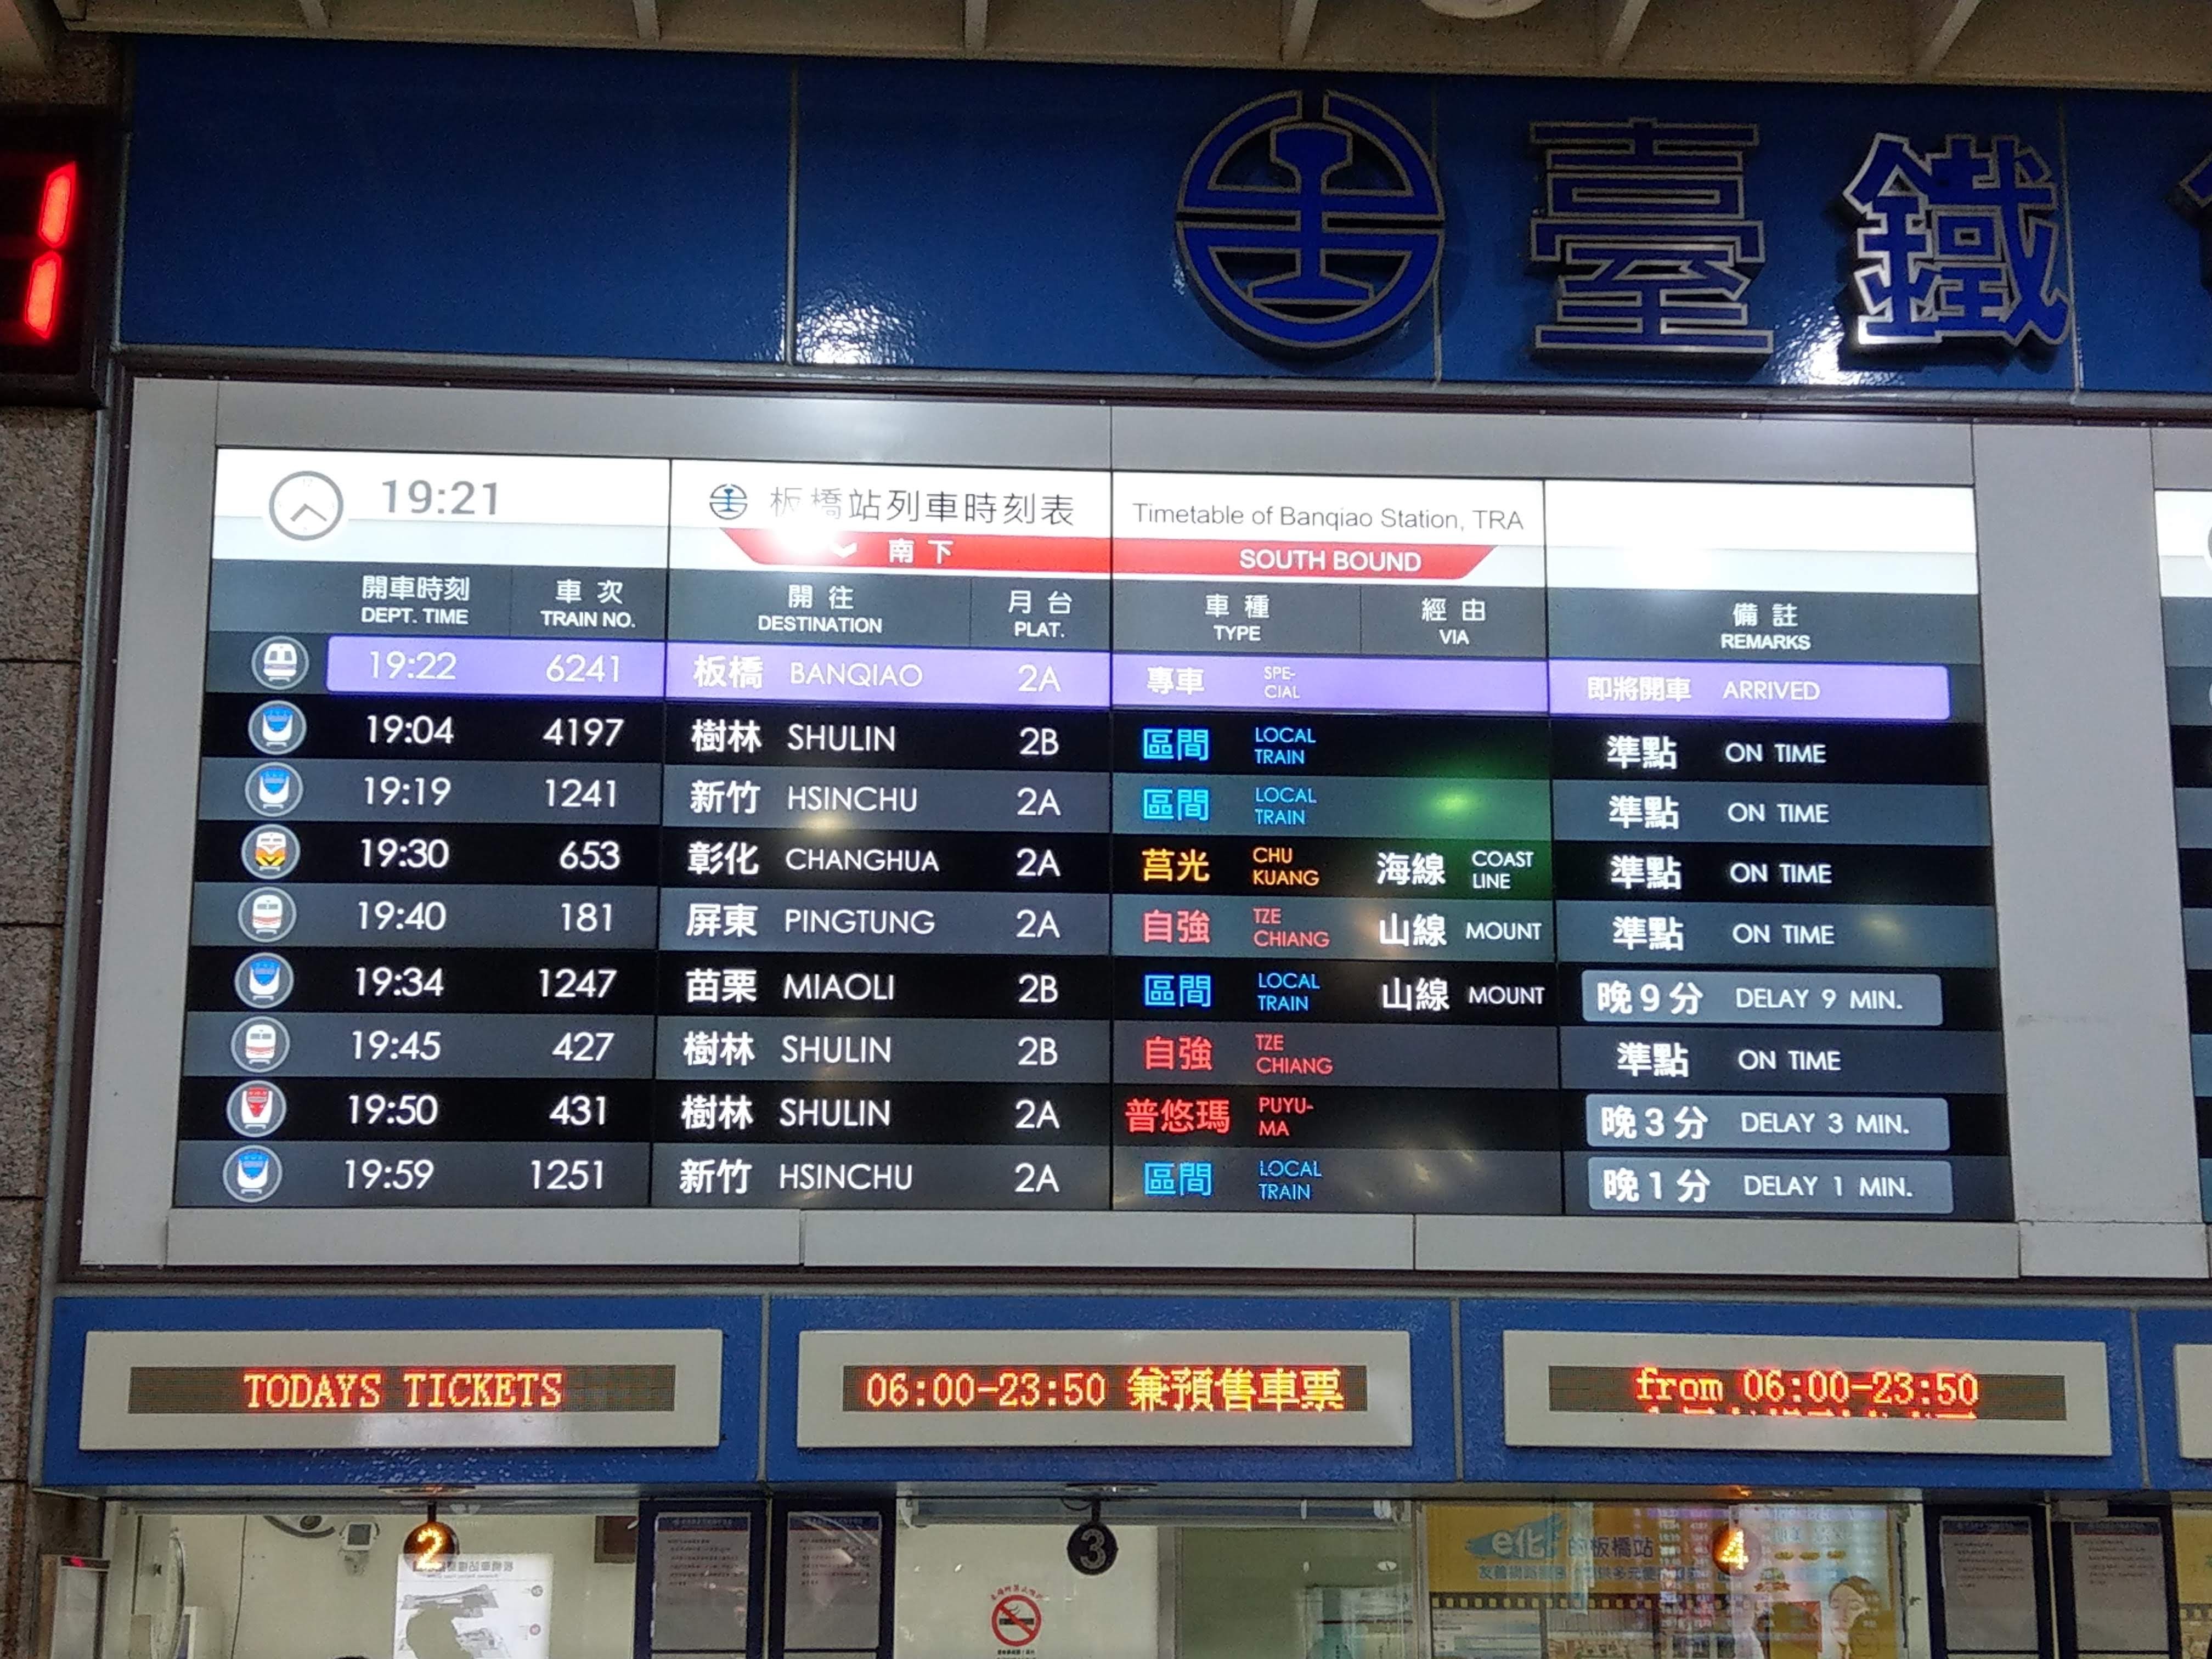 臺鐵
19:21 板橋站列車時刻表 Timetable of Banqiao Station, TRA
南下 SOUTH BOUND
開車時刻 車次 開往 月台 車種 經由 備註
DEPT. TIME TRAIN NO. DESTINATION PLAT. TYPE VIA REMARKS
19:22 6241 板橋 BANQIAO 2A 專車 SPE-CIAL 即將開車 ARRIVED
19:04 4197 樹林 SHULIN 2B 區間 LOCAL TRAIN 準點 ON TIME
19:19 1241 新竹 HSINCHU 2A 區間 LOCAL TRAIN 準點 ON TIME
19:30 653 彰化 CHANGHUA 2A 莒光 CHU KUANG 海線 COAST LINE 準點 ON TIME
19:40 181 屏東 PINGTUNG 2A 自強 TZE CHIANG 山線 MOUNT 準點 ON TIME
19:34 1247 苗栗 MIAOLI 2B 區間 LOCAL TRAIN 山線 MOUNT 晚9分 DELAY 9 MIN.
19:45 427 樹林 SHULIN 2B 自強 TZE CHIANG 準點 ON TIME
19:50 431 樹林 SHULIN 2A 普悠瑪 PUYU-MA 晚3分 DELAY 3 MIN.
19:59 1251 新竹 HSINCHU 2A 區間 LOCAL TRAIN 晚1分 DELAY 1 MIN.
TODAYS TICKETS
06:00-23:50 兼預售車票
from 06:00-23:50
2
3
4
e化 的板橋站